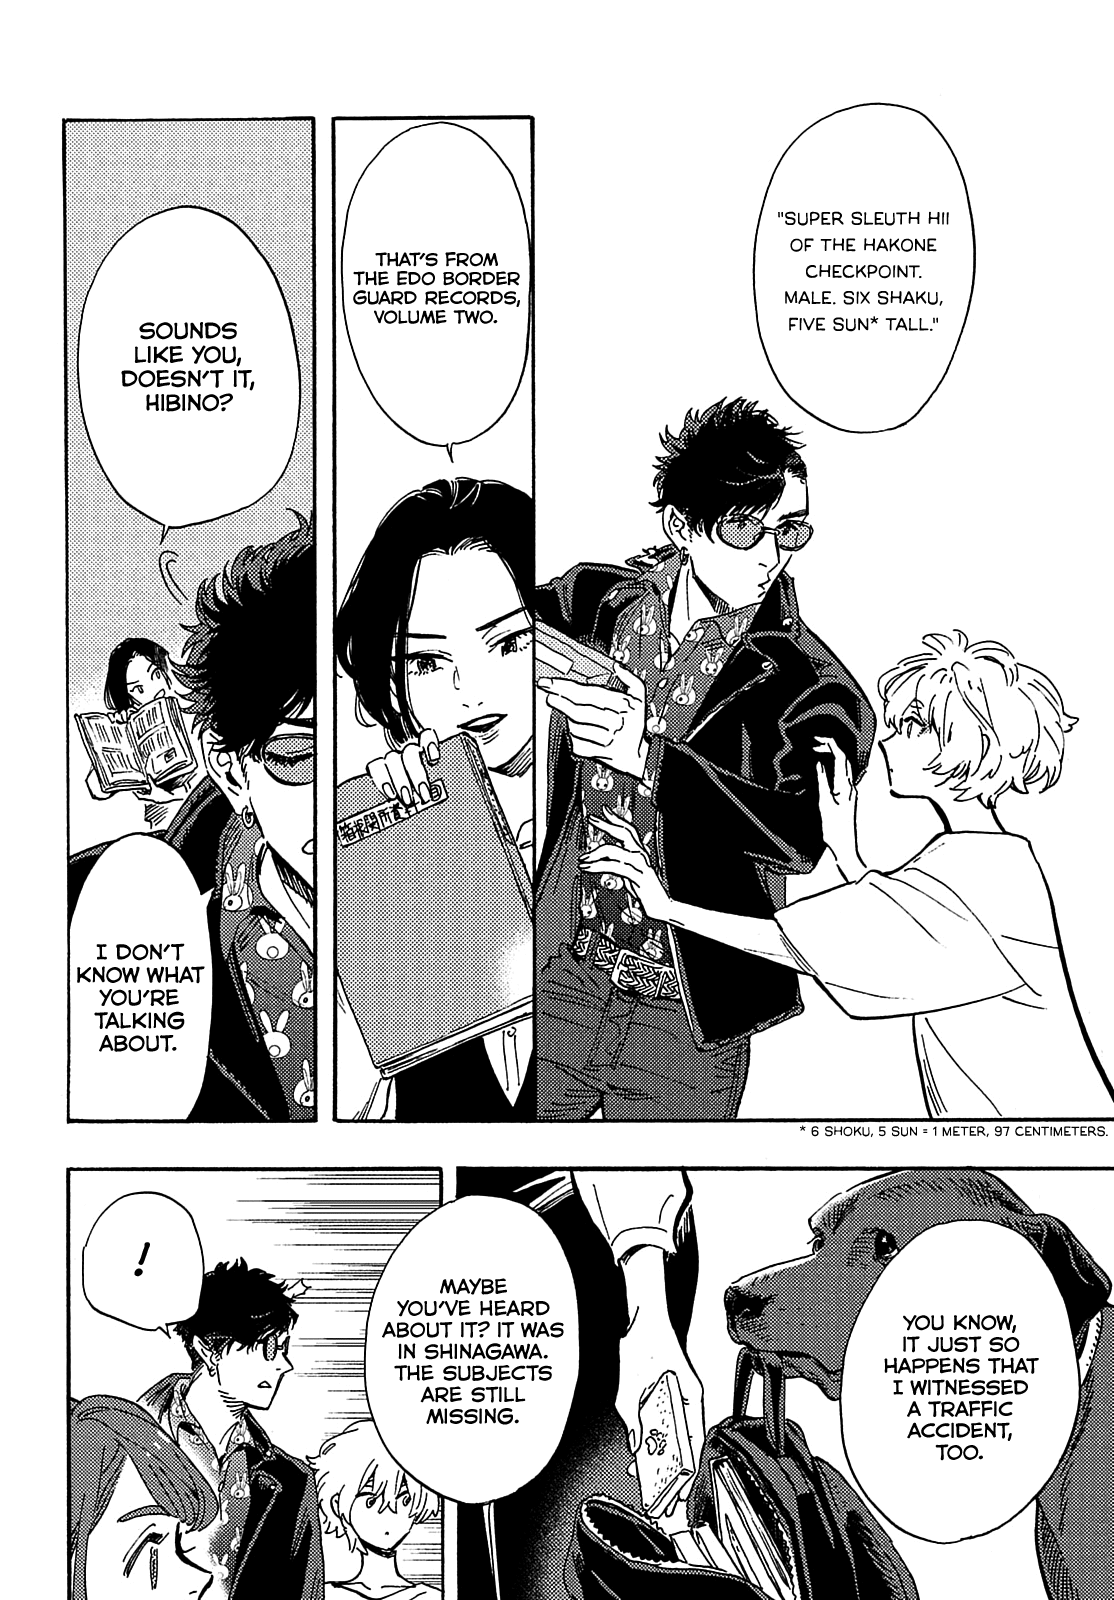 "SUPER SLEUTH HII
OF THE HAKONE
CHECKPOINT.
MALE. SIX SHAKU,
FIVE SUN* TALL."
THAT'S FROM
THE EDO BORDER
GUARD RECORDS,
VOLUME TWO.
SOUNDS
LIKE YOU,
DOESN'T IT,
HIBINO?
I DON'T
KNOW WHAT
YOU'RE
TALKING
ABOUT.
* 6 SHOKU, 5 SUN = 1 METER, 97 CENTIMETERS.
YOU KNOW,
IT JUST SO
HAPPENS THAT
I WITNESSED
A TRAFFIC
ACCIDENT,
TOO.
MAYBE
YOU'VE HEARD
ABOUT IT? IT WAS
IN SHINAGAWA.
THE SUBJECTS
ARE STILL
MISSING.
!